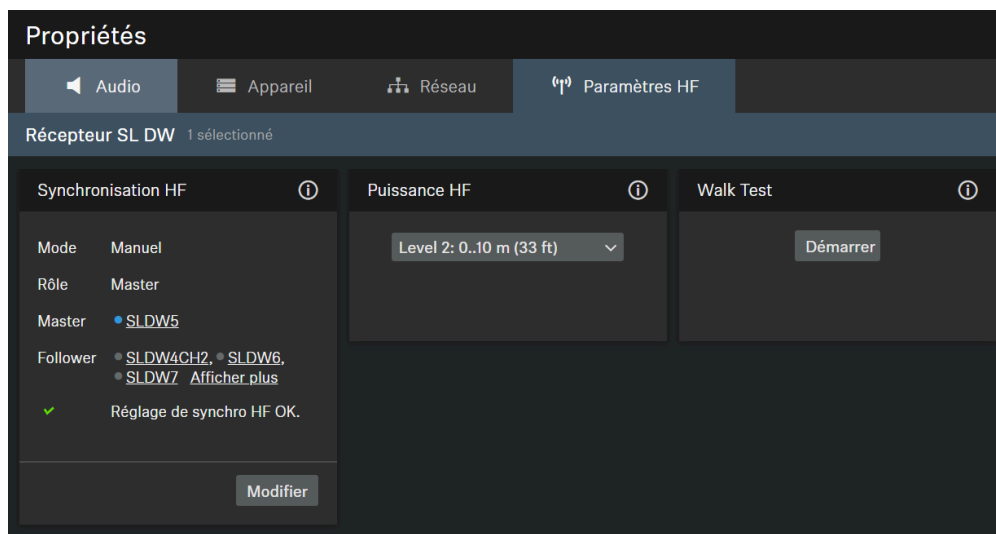 Propriétés
Audio Appareil Réseau Paramètres HF
Récepteur SL DW 1 sélectionné
Synchronisation HF
Mode Manuel
Rôle Master
Master SLDW5
Follower SLDW4CH2, SLDW6,
SLDW7 Afficher plus
Réglage de synchro HF OK.
Modifier
Puissance HF
Level 2: 0..10 m (33 ft)
Walk Test
Démarrer